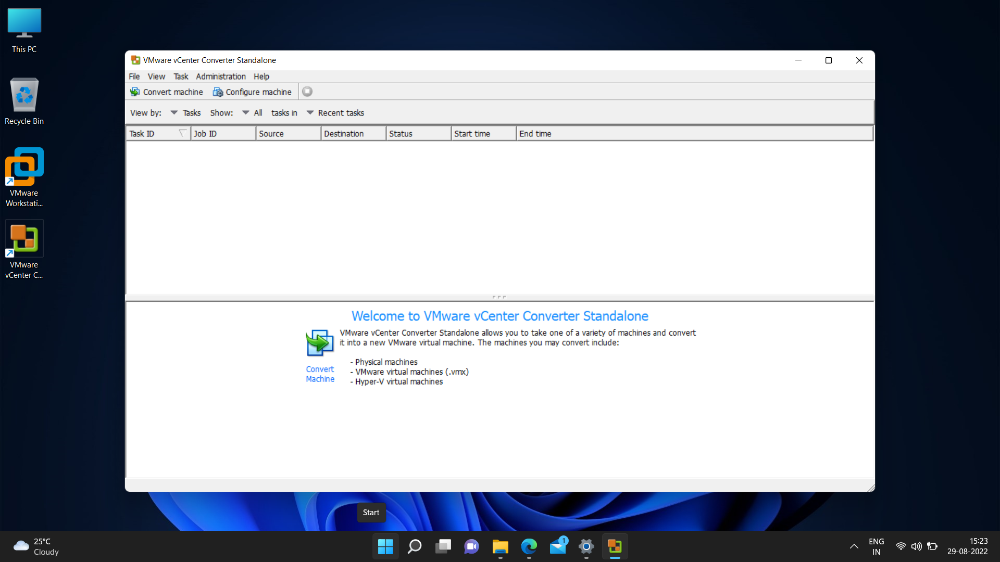 This PC
Recycle Bin
VMware
Workstati...
VMware
vCenter C...
VMware vCenter Converter Standalone
File View Task Administration Help
Convert machine Configure machine
View by: Tasks Show: All tasks in Recent tasks
Task ID Job ID Source Destination Status Start time End time
Welcome to VMware vCenter Converter Standalone
VMware vCenter Converter Standalone allows you to take one of a variety of machines and convert
it into a new VMware virtual machine. The machines you may convert include:
- Physical machines
- VMware virtual machines (.vmx)
- Hyper-V virtual machines
Convert
Machine
Start
25°C
Cloudy
1
ENG
IN
15:23
29-08-2022